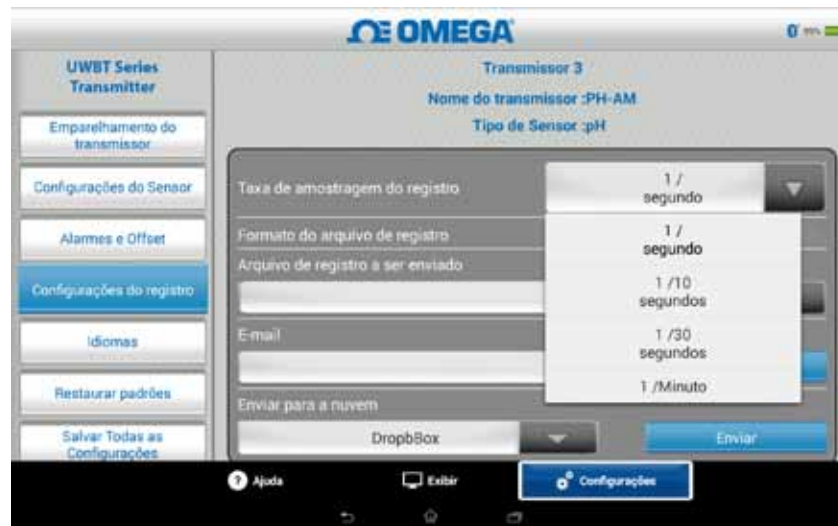 OMEGA
UWBT Series
Transmitter
Transmissor 3
Nome do transmissor :PH-AM
Tipo de Sensor :pH
Emparelhamento do
transmissor
Configurações do Sensor
Alarmes e Offset
Configurações do registro
Idiomas
Restaurar padrões
Salvar Todas as
Configurações
Taxa de amostragem do registro
1 /
segundo
1 /
segundo
1 /10
segundos
1 /30
segundos
1 /Minuto
Formato do arquivo de registro
Arquivo de registro a ser enviado
E-mail
Enviar para a nuvem
DropbBox
Enviar
? Ajuda
Exibir
Configurações